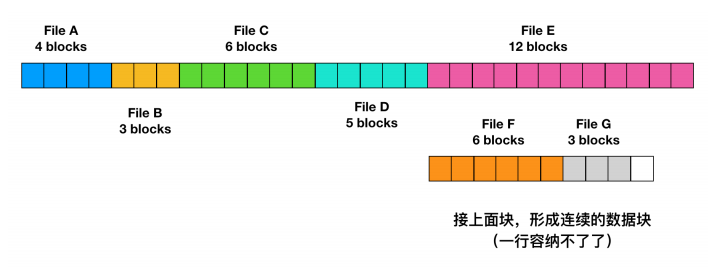 File A
4 blocks
File C
6 blocks
File E
12 blocks
File B
3 blocks
File D
5 blocks
File F
6 blocks
File G
3 blocks
接上面块，形成连续的数据块
（一行容纳不了了）